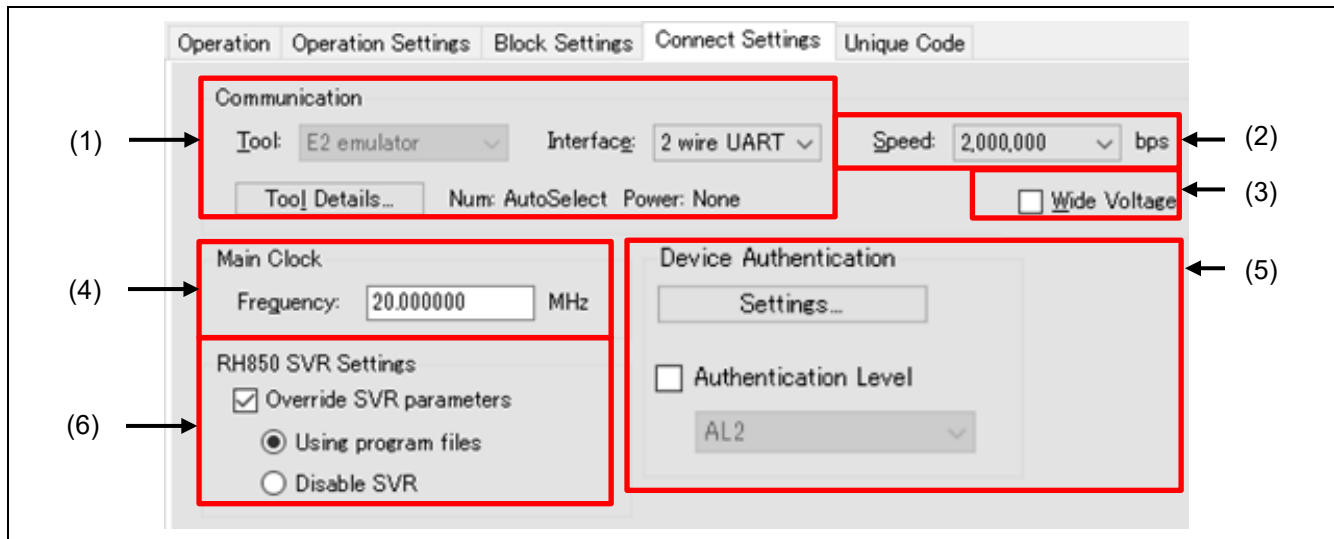 Operation Operation Settings Block Settings Connect Settings Unique Code
Communication
(1) Tool: E2 emulator Interface: 2 wire UART Speed: 2,000,000 bps (2)
Tool Details... Num: AutoSelect Power: None Wide Voltage (3)
Main Clock Device Authentication (5)
(4) Frequency: 20.000000 MHz Settings...
RH850 SVR Settings
Override SVR parameters Authentication Level
(6) Using program files AL2
Disable SVR